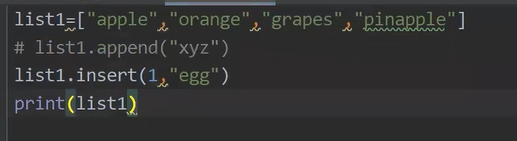 list1=["apple","orange","grapes","pinapple"]
# list1.append("xyz")
list1.insert(1,"egg")
print(list1)